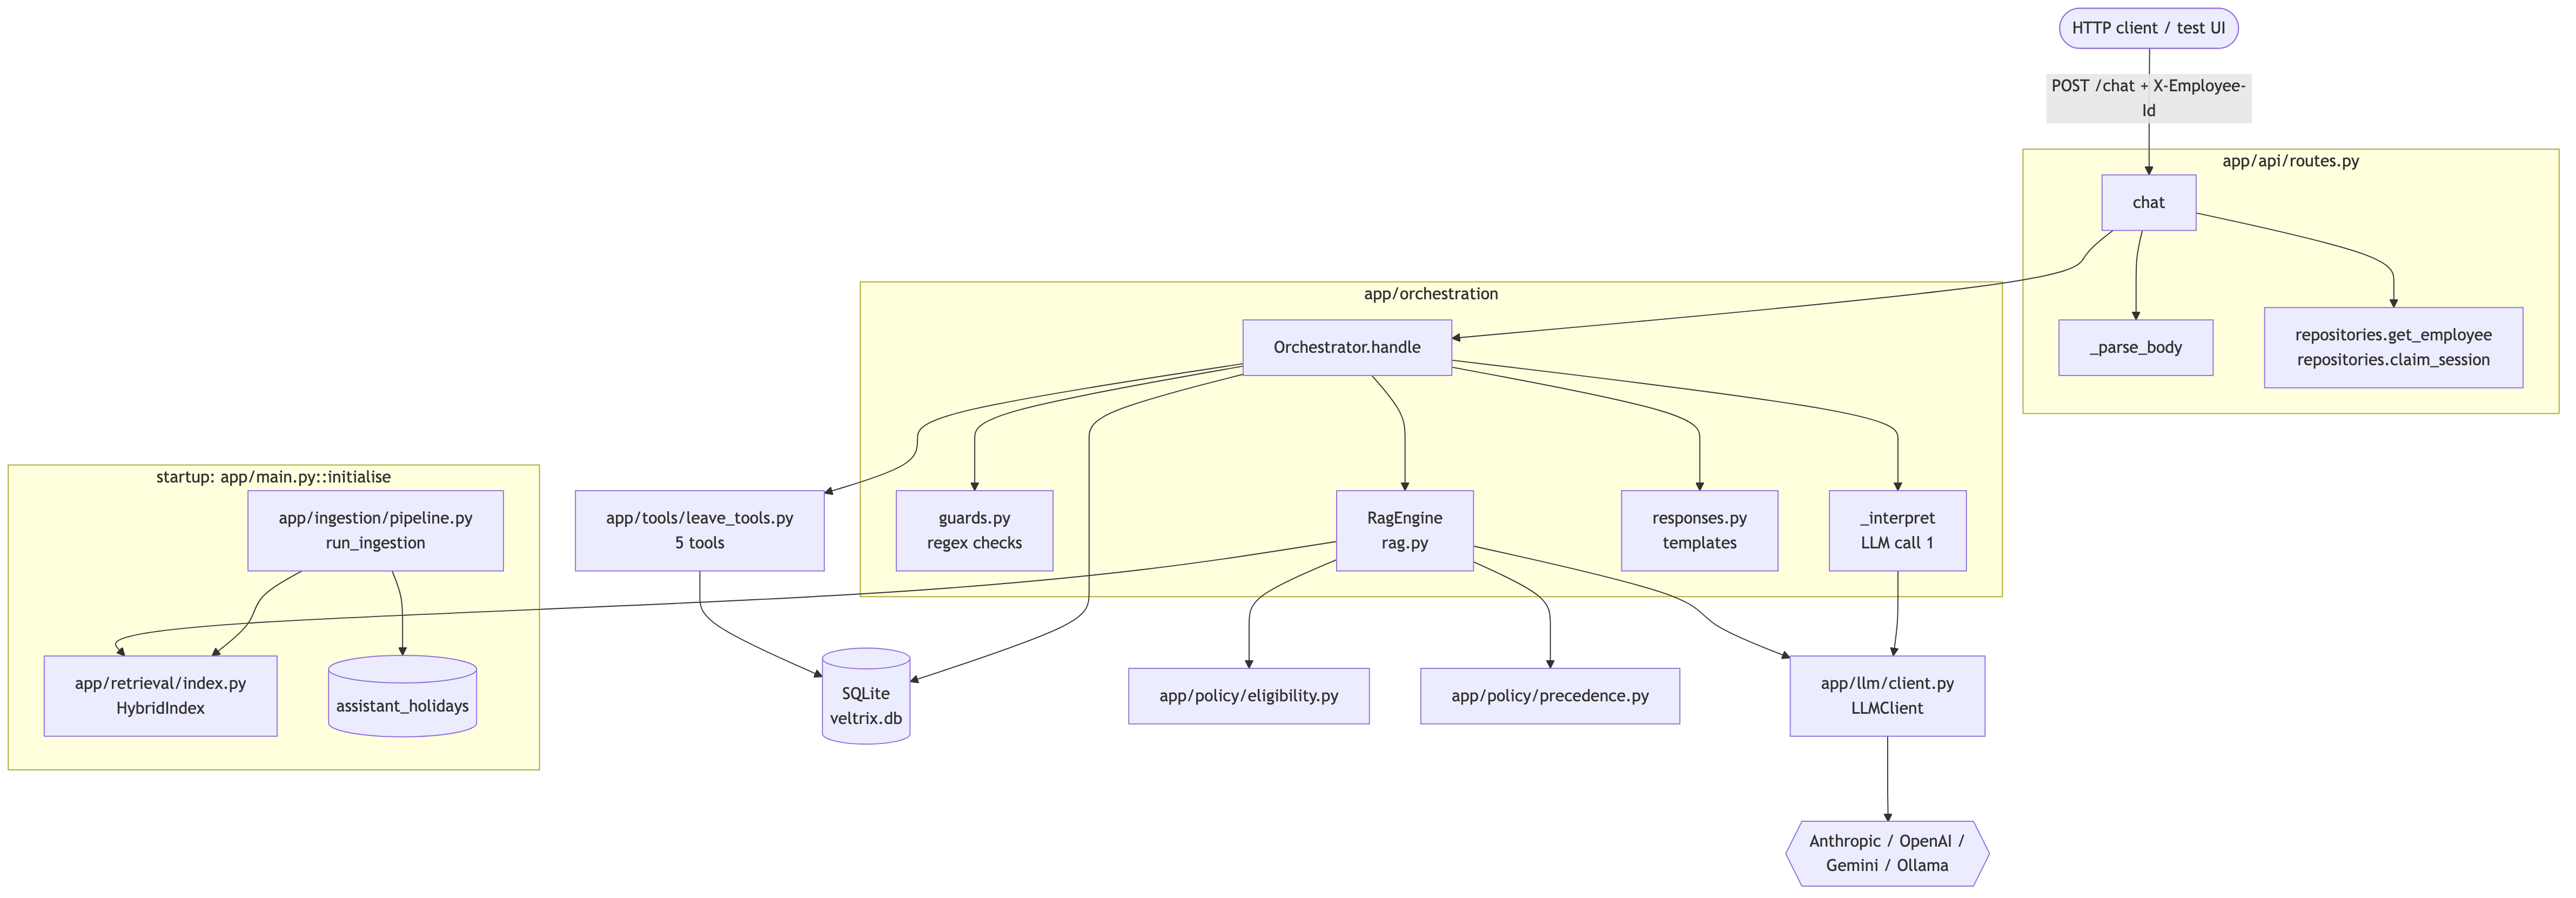 HTTP client / test UI
POST /chat + X-Employee-
Id
app/api/routes.py
chat
_parse_body
repositories.get_employee
repositories.claim_session
app/orchestration
Orchestrator.handle
guards.py
regex checks
RagEngine
rag.py
responses.py
templates
_interpret
LLM call 1
startup: app/main.py::initialise
app/ingestion/pipeline.py
run_ingestion
app/retrieval/index.py
HybridIndex
assistant_holidays
app/tools/leave_tools.py
5 tools
SQLite
veltrix.db
app/policy/eligibility.py
app/policy/precedence.py
app/llm/client.py
LLMClient
Anthropic / OpenAI /
Gemini / Ollama